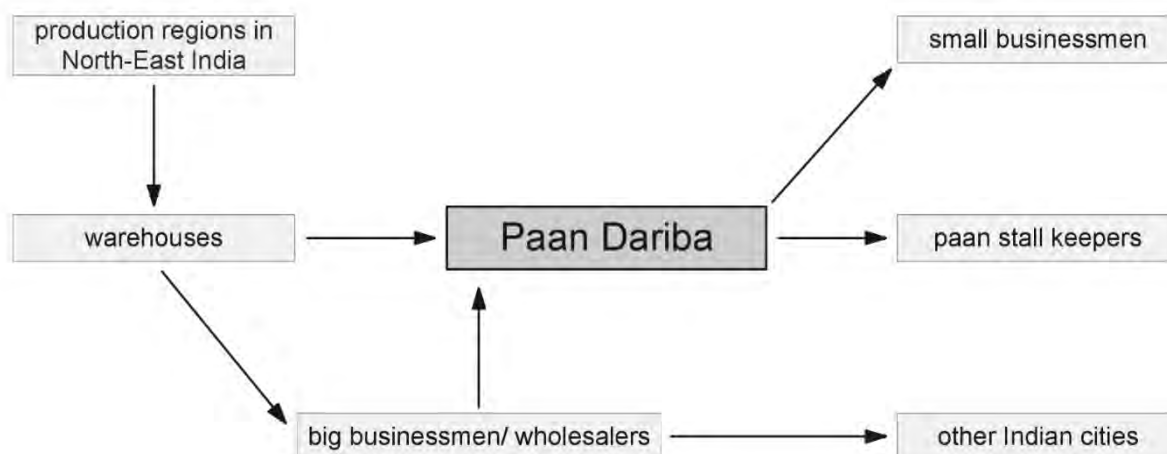 production regions in
North-East India
small businessmen
warehouses
Paan Dariba
paan stall keepers
big businessmen/ wholesalers
other Indian cities